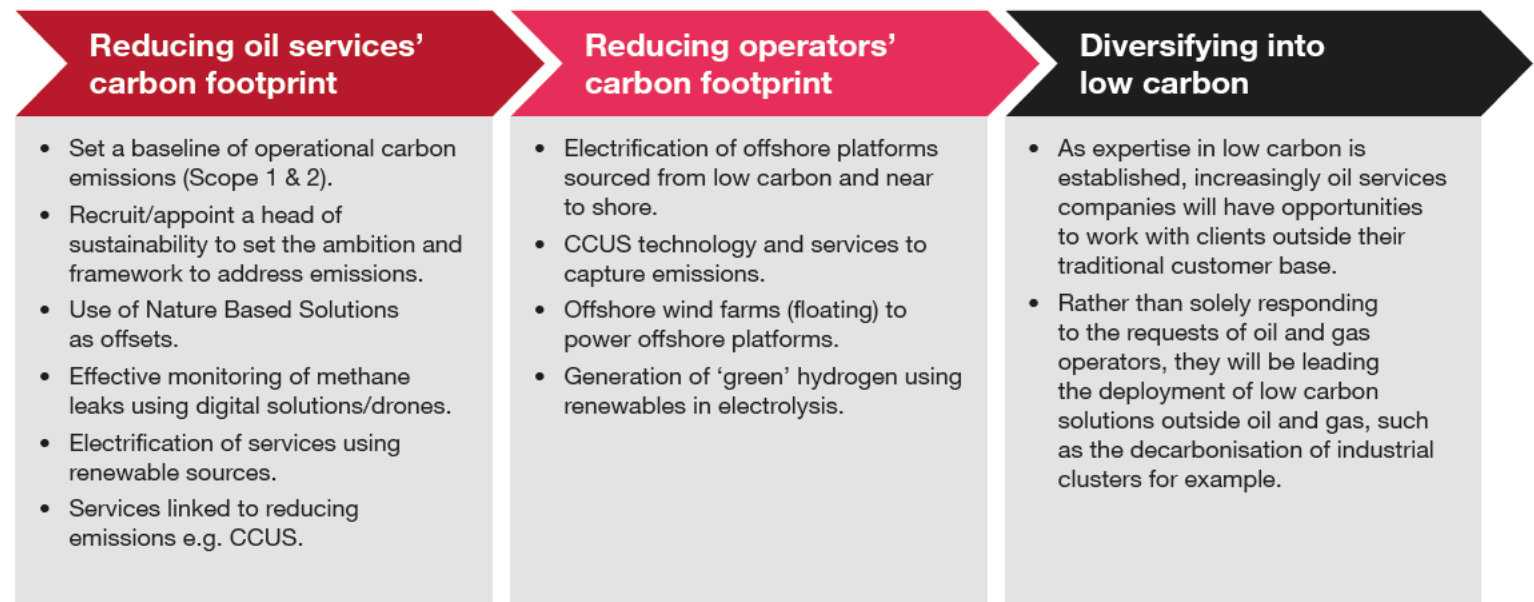 Reducing oil services’
carbon footprint
• Set a baseline of operational carbon
emissions (Scope 1 & 2).
• Recruit/appoint a head of
sustainability to set the ambition and
framework to address emissions.
• Use of Nature Based Solutions
as offsets.
• Effective monitoring of methane
leaks using digital solutions/drones.
• Electrification of services using
renewable sources.
• Services linked to reducing
emissions e.g. CCUS.
Reducing operators’
carbon footprint
• Electrification of offshore platforms
sourced from low carbon and near
to shore.
• CCUS technology and services to
capture emissions.
• Offshore wind farms (floating) to
power offshore platforms.
• Generation of ‘green’ hydrogen using
renewables in electrolysis.
Diversifying into
low carbon
• As expertise in low carbon is
established, increasingly oil services
companies will have opportunities
to work with clients outside their
traditional customer base.
• Rather than solely responding
to the requests of oil and gas
operators, they will be leading
the deployment of low carbon
solutions outside oil and gas, such
as the decarbonisation of industrial
clusters for example.